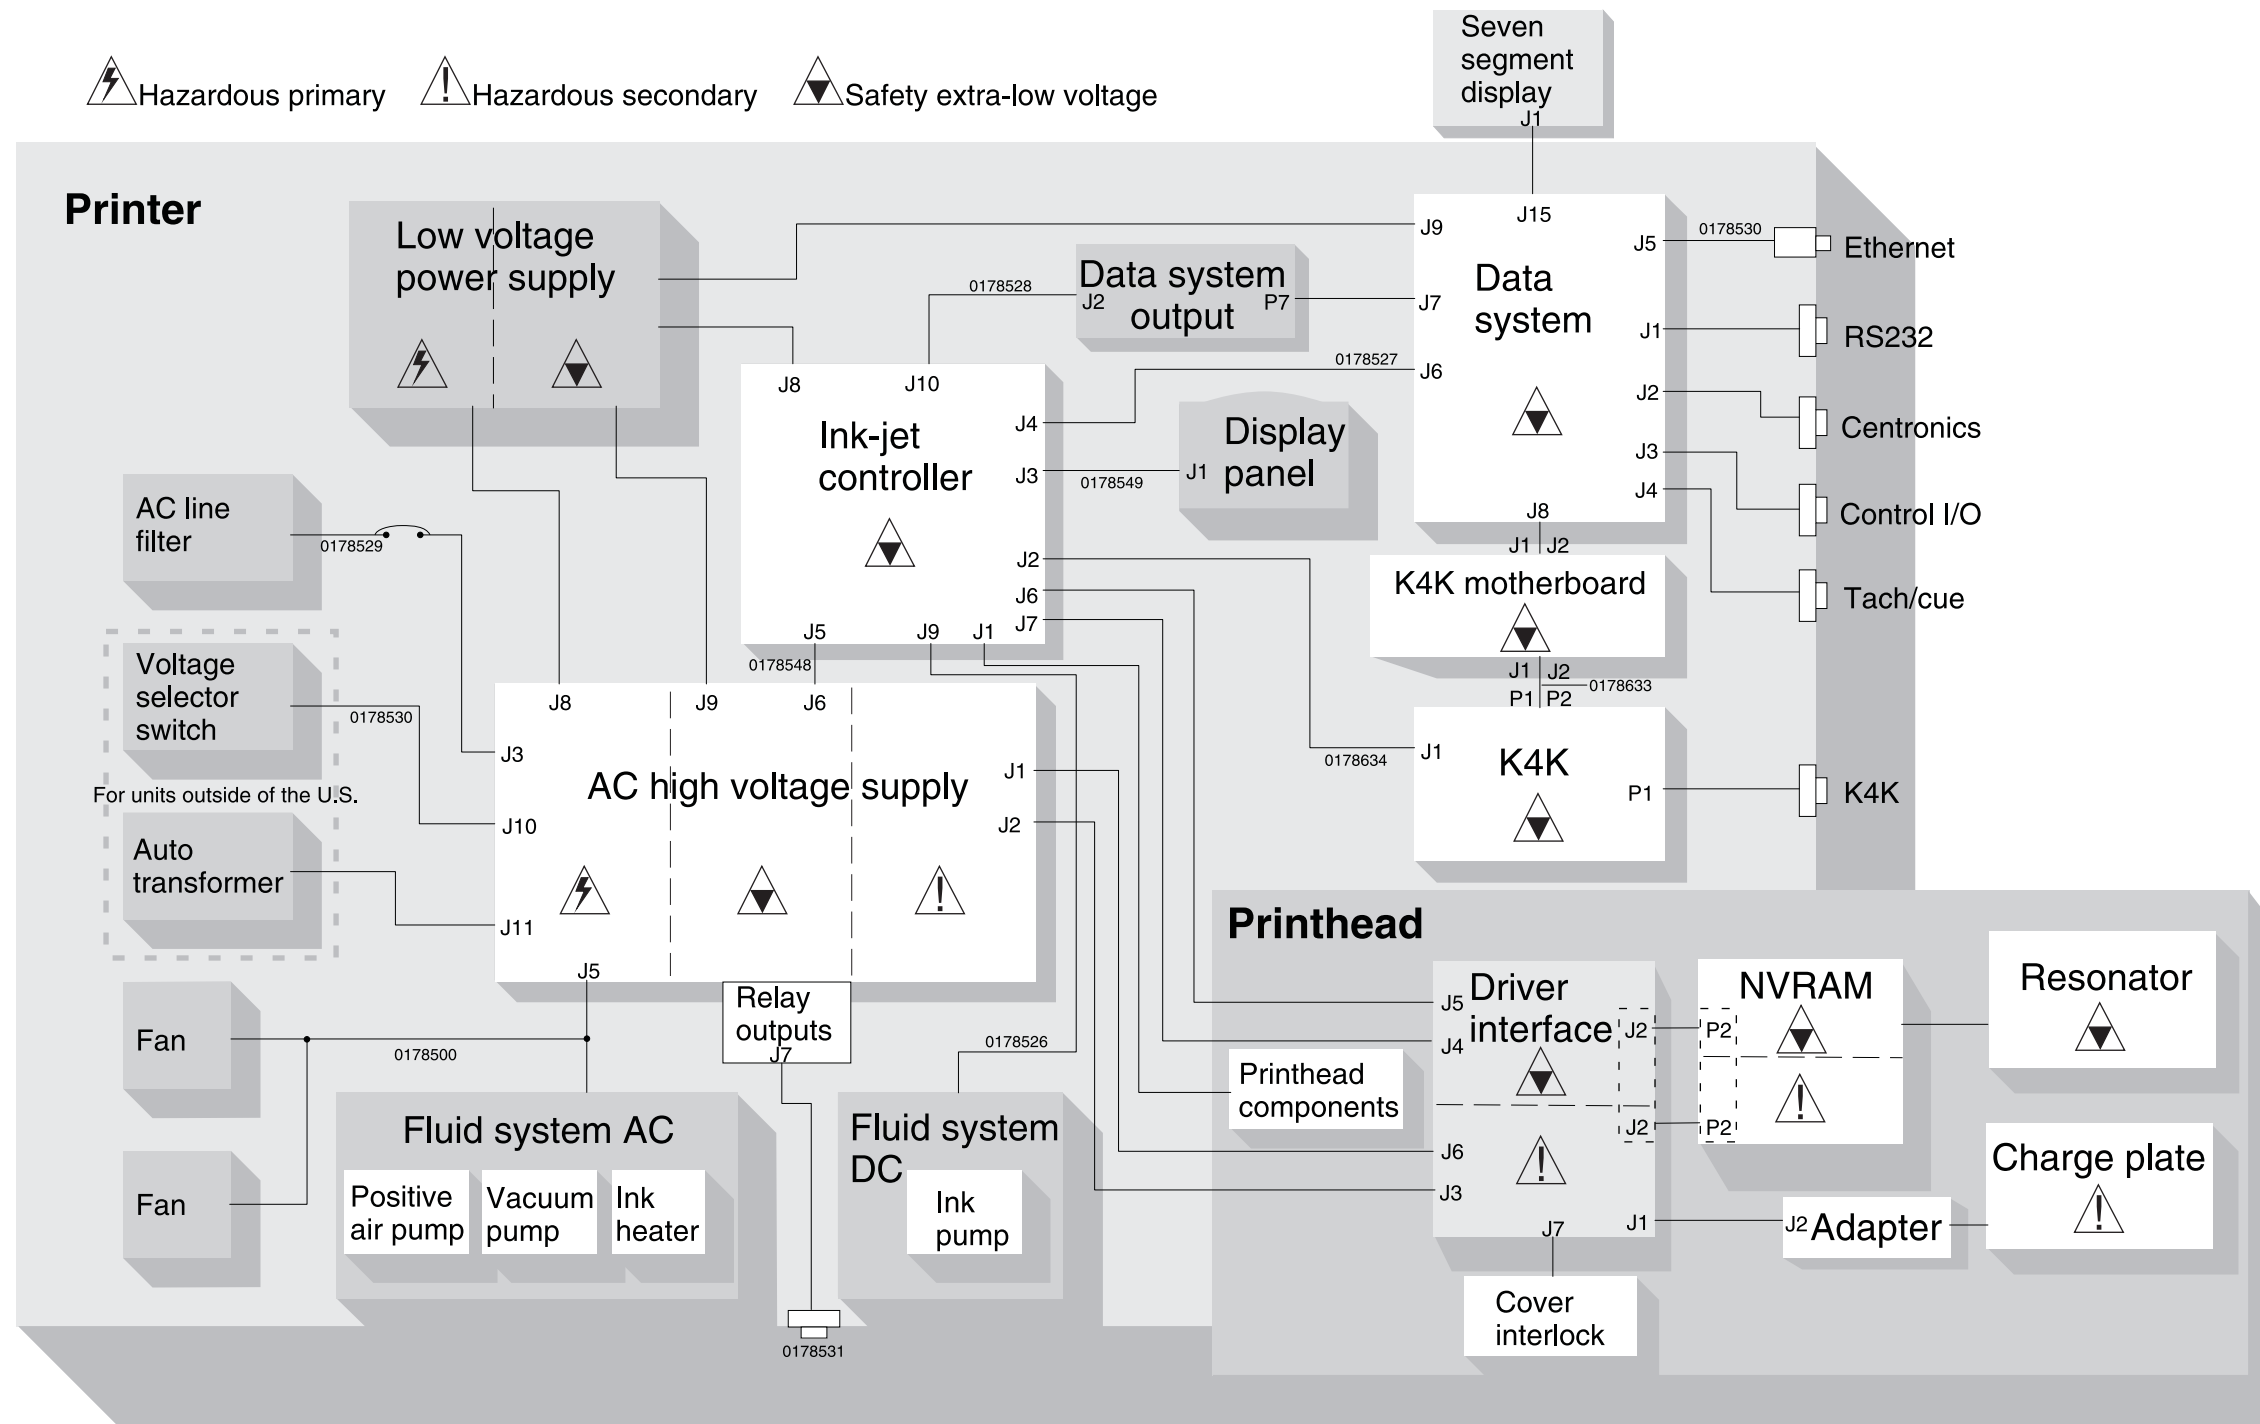 Seven
segment
display
J1
Hazardous primary
Hazardous secondary
Safety extra-low voltage
Printer
Low voltage
power supply
J9
J15
J5
0178530
Ethernet
Data system
output
J2
P7
0178528
J7
Data
system
J1
RS232
0178527
J6
J2
Centronics
J3
Control I/O
J4
Tach/cue
J8
J8
J10
Ink-jet
controller
J4
J3
0178549
J1
Display
panel
J2
J6
J7
J5
J9
J1
AC line
filter
0178529
J1
J2
K4K motherboard
J1
J2
0178633
P1
P2
Voltage
selector
switch
0178530
For units outside of the U.S.
Auto
transformer
0178548
J8
J9
J6
J3
AC high voltage supply
J1
J10
J2
J11
J5
0178634
J1
K4K
P1
K4K
Fan
0178500
Relay
outputs
J7
0178526
Fan
Fluid system AC
Positive
air pump
Vacuum
pump
Ink
heater
Fluid system
DC
Ink
pump
0178531
Printhead
Driver
interface
J5
J4
J2
P2
NVRAM
Resonator
Printhead
components
J2
P2
J6
J3
J1
J7
J2
Adapter
Charge plate
Cover
interlock